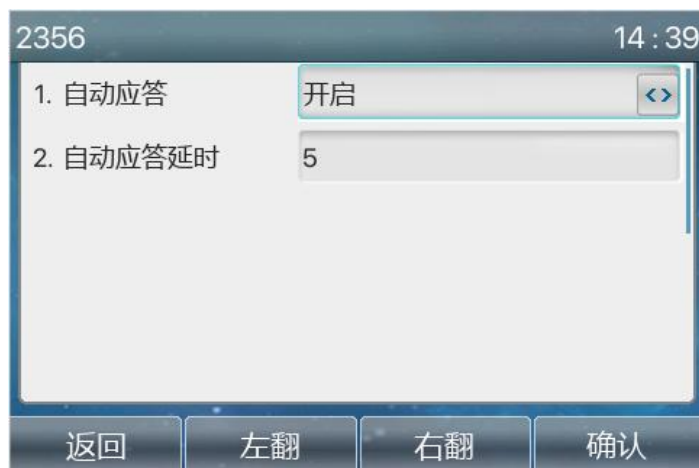 2356 14:39
1. 自动应答 开启 <>
2. 自动应答延时 5
返回 左翻 右翻 确认